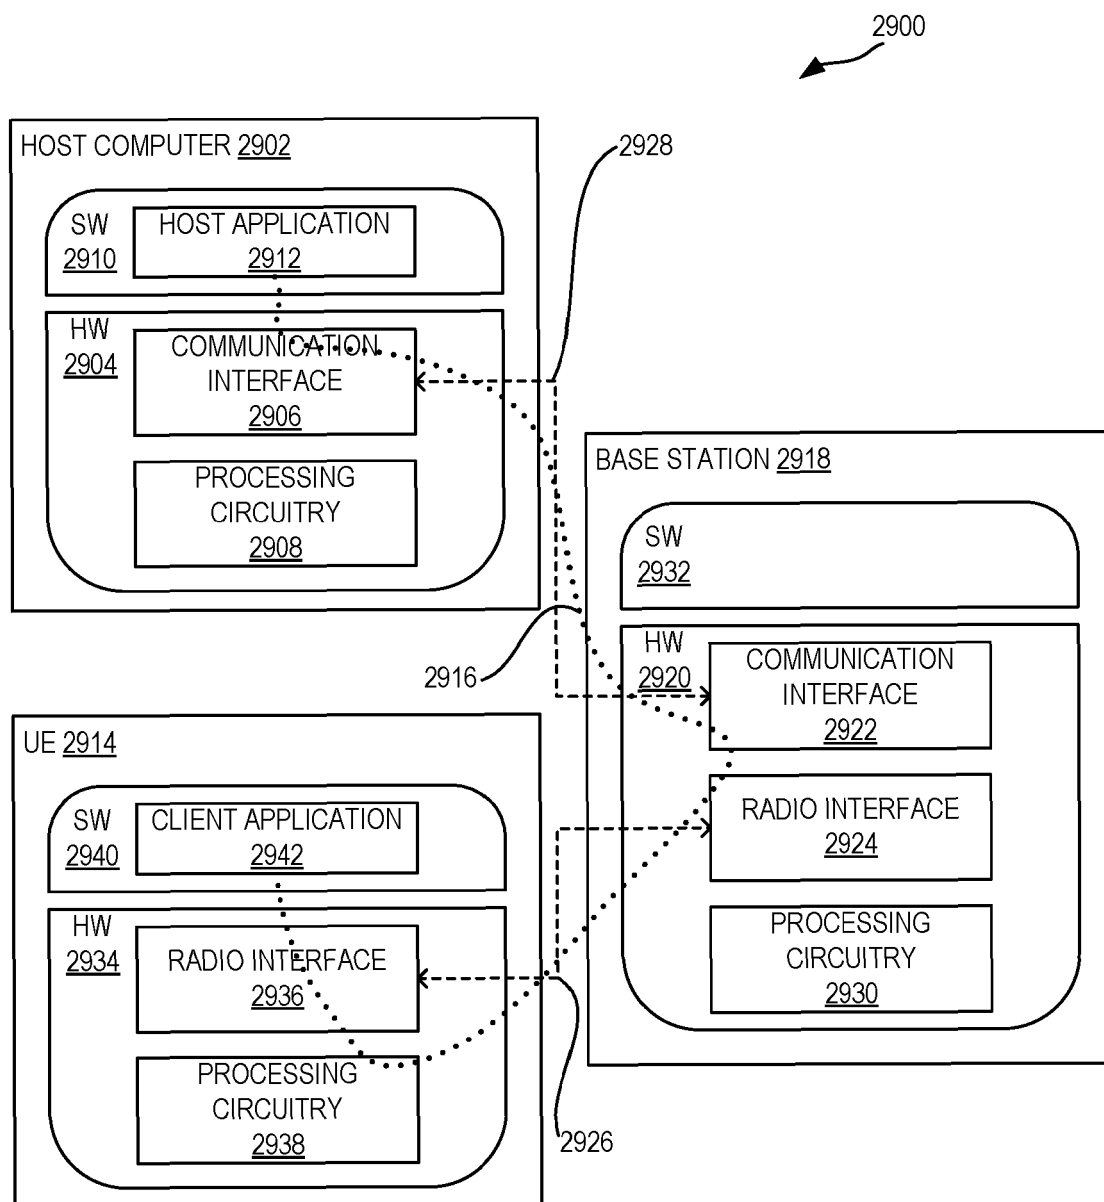 2900
HOST COMPUTER 2902
2928
SW
2910
HOST APPLICATION
2912
HW
2904
COMMUNICATION
INTERFACE
2906
PROCESSING
CIRCUITRY
2908
BASE STATION 2918
SW
2932
2916
HW
2920
COMMUNICATION
INTERFACE
2922
RADIO INTERFACE
2924
PROCESSING
CIRCUITRY
2930
UE 2914
SW
2940
CLIENT APPLICATION
2942
HW
2934
RADIO INTERFACE
2936
PROCESSING
CIRCUITRY
2938
2926